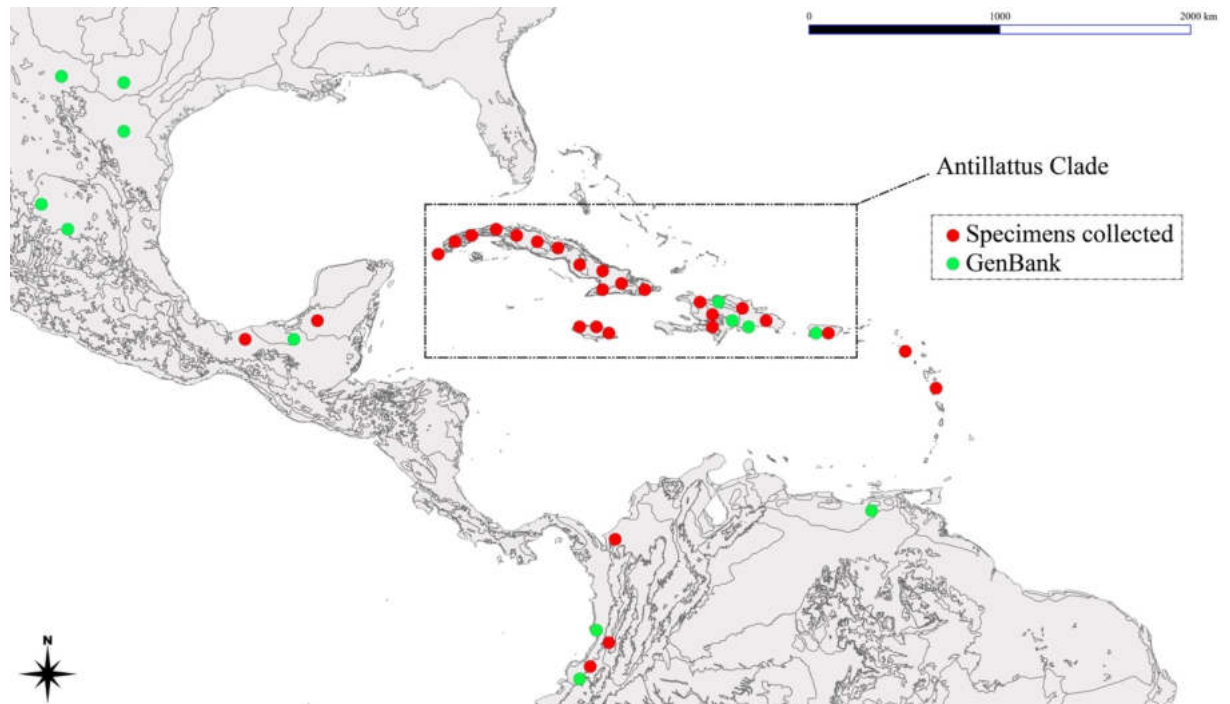 0 1000 2000 km
Antillattus Clade
Specimens collected
GenBank
N